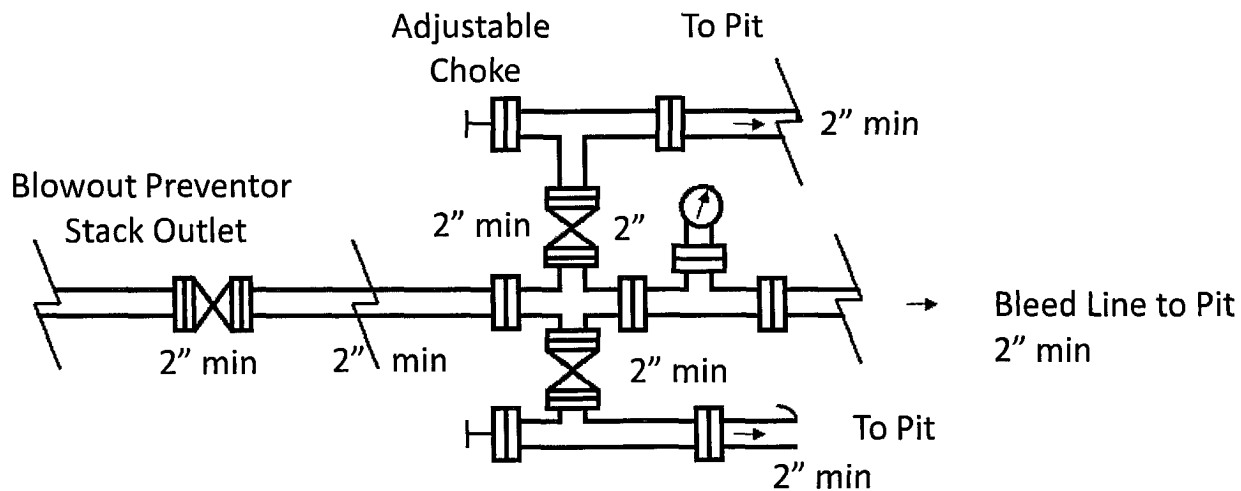 Adjustable
Choke
To Pit
2” min
Blowout Preventor
Stack Outlet
2” min
2”
2” min
2” min
2” min
Bleed Line to Pit
2” min
To Pit
2” min